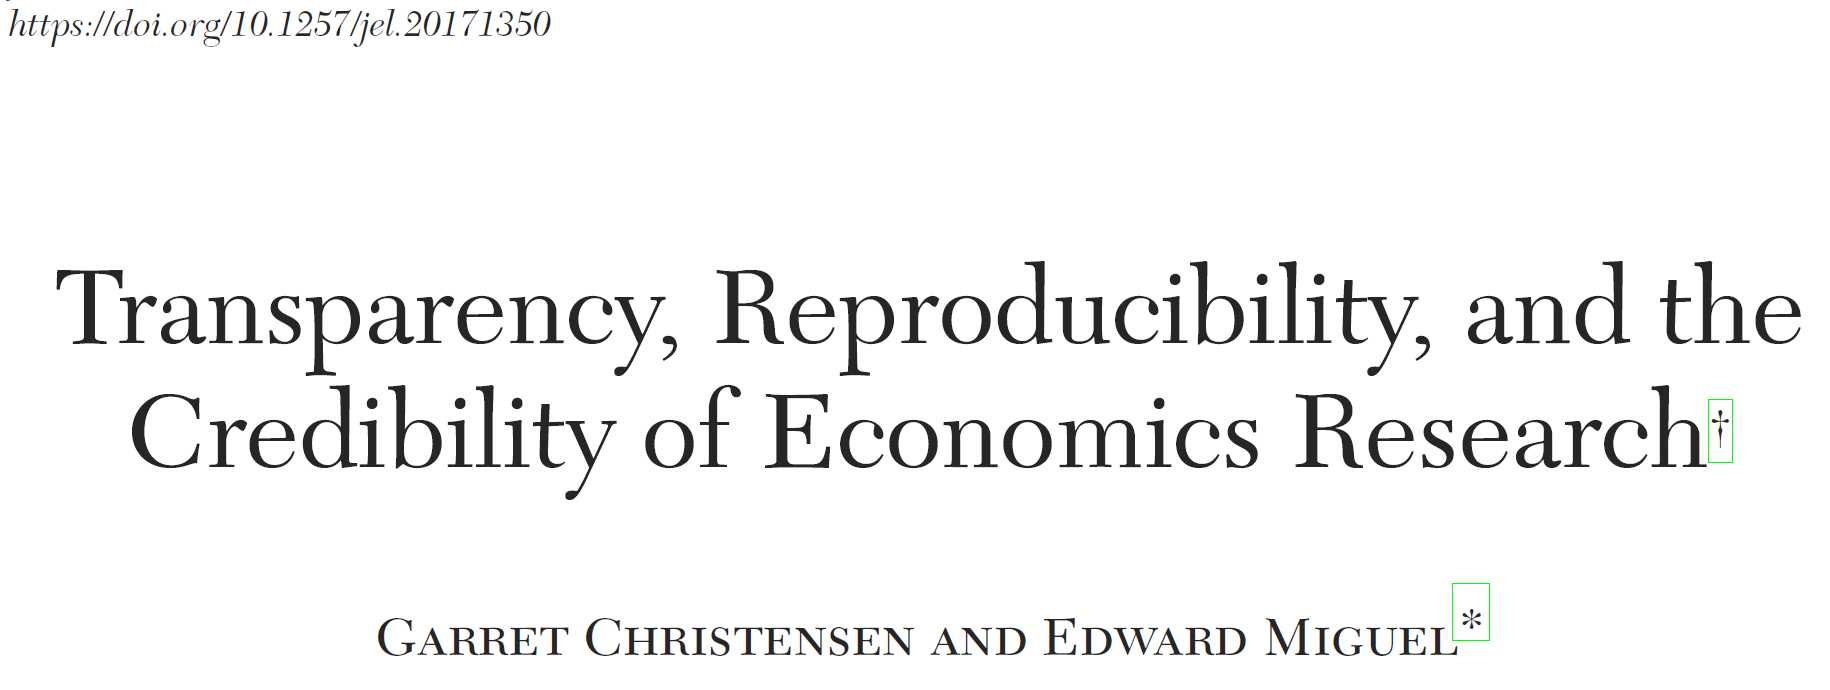 https://doi.org/10.1257/jel.20171350
Transparency, Reproducibility, and the
Credibility of Economics Research†
Garret Christensen and Edward Miguel*